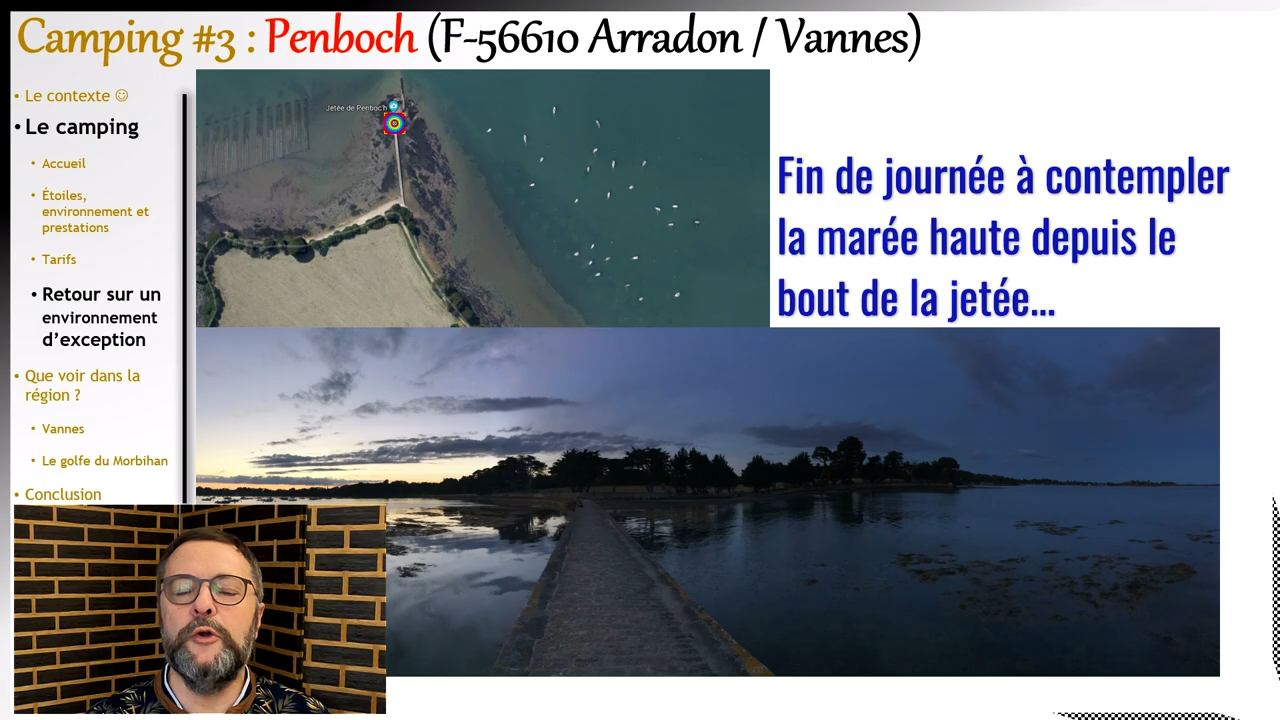 Camping #3 : Penboch (F-56610 Arradon / Vannes)
• Le contexte ☺
• Le camping
• Accueil
• Étoiles,
environnement et
prestations
• Tarifs
• Retour sur un
environnement
d'exception
• Que voir dans la
région ?
• Vannes
• Le golfe du Morbihan
• Conclusion
Jetée de Penboc'h
Fin de journée à contempler
la marée haute depuis le
bout de la jetée...